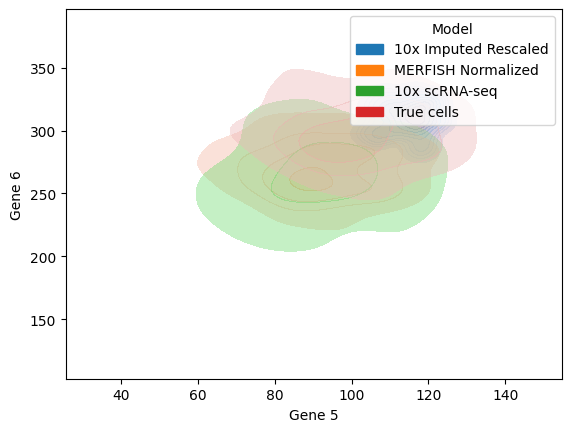 Model
10x Imputed Rescaled
MERFISH Normalized
10x scRNA-seq
True cells
350
300
250
200
150
Gene 6
40
60
80
100
120
140
Gene 5